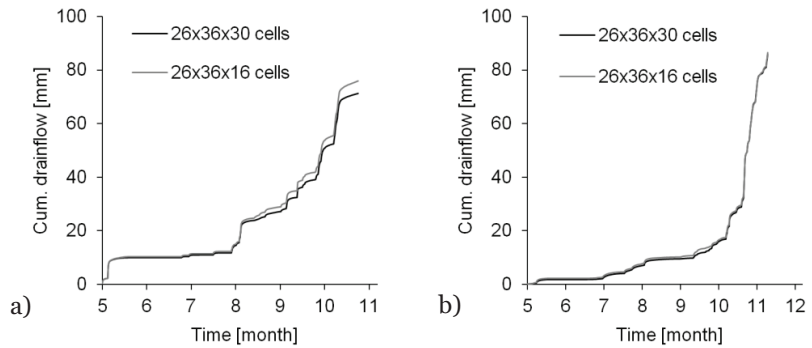 26x36x30 cells
26x36x16 cells
Cum. drainflow [mm]
100
80
60
40
20
0
5 6 7 8 9 10 11
Time [month]
a)
26x36x30 cells
26x36x16 cells
Cum. drainflow [mm]
100
80
60
40
20
0
5 6 7 8 9 10 11 12
Time [month]
b)